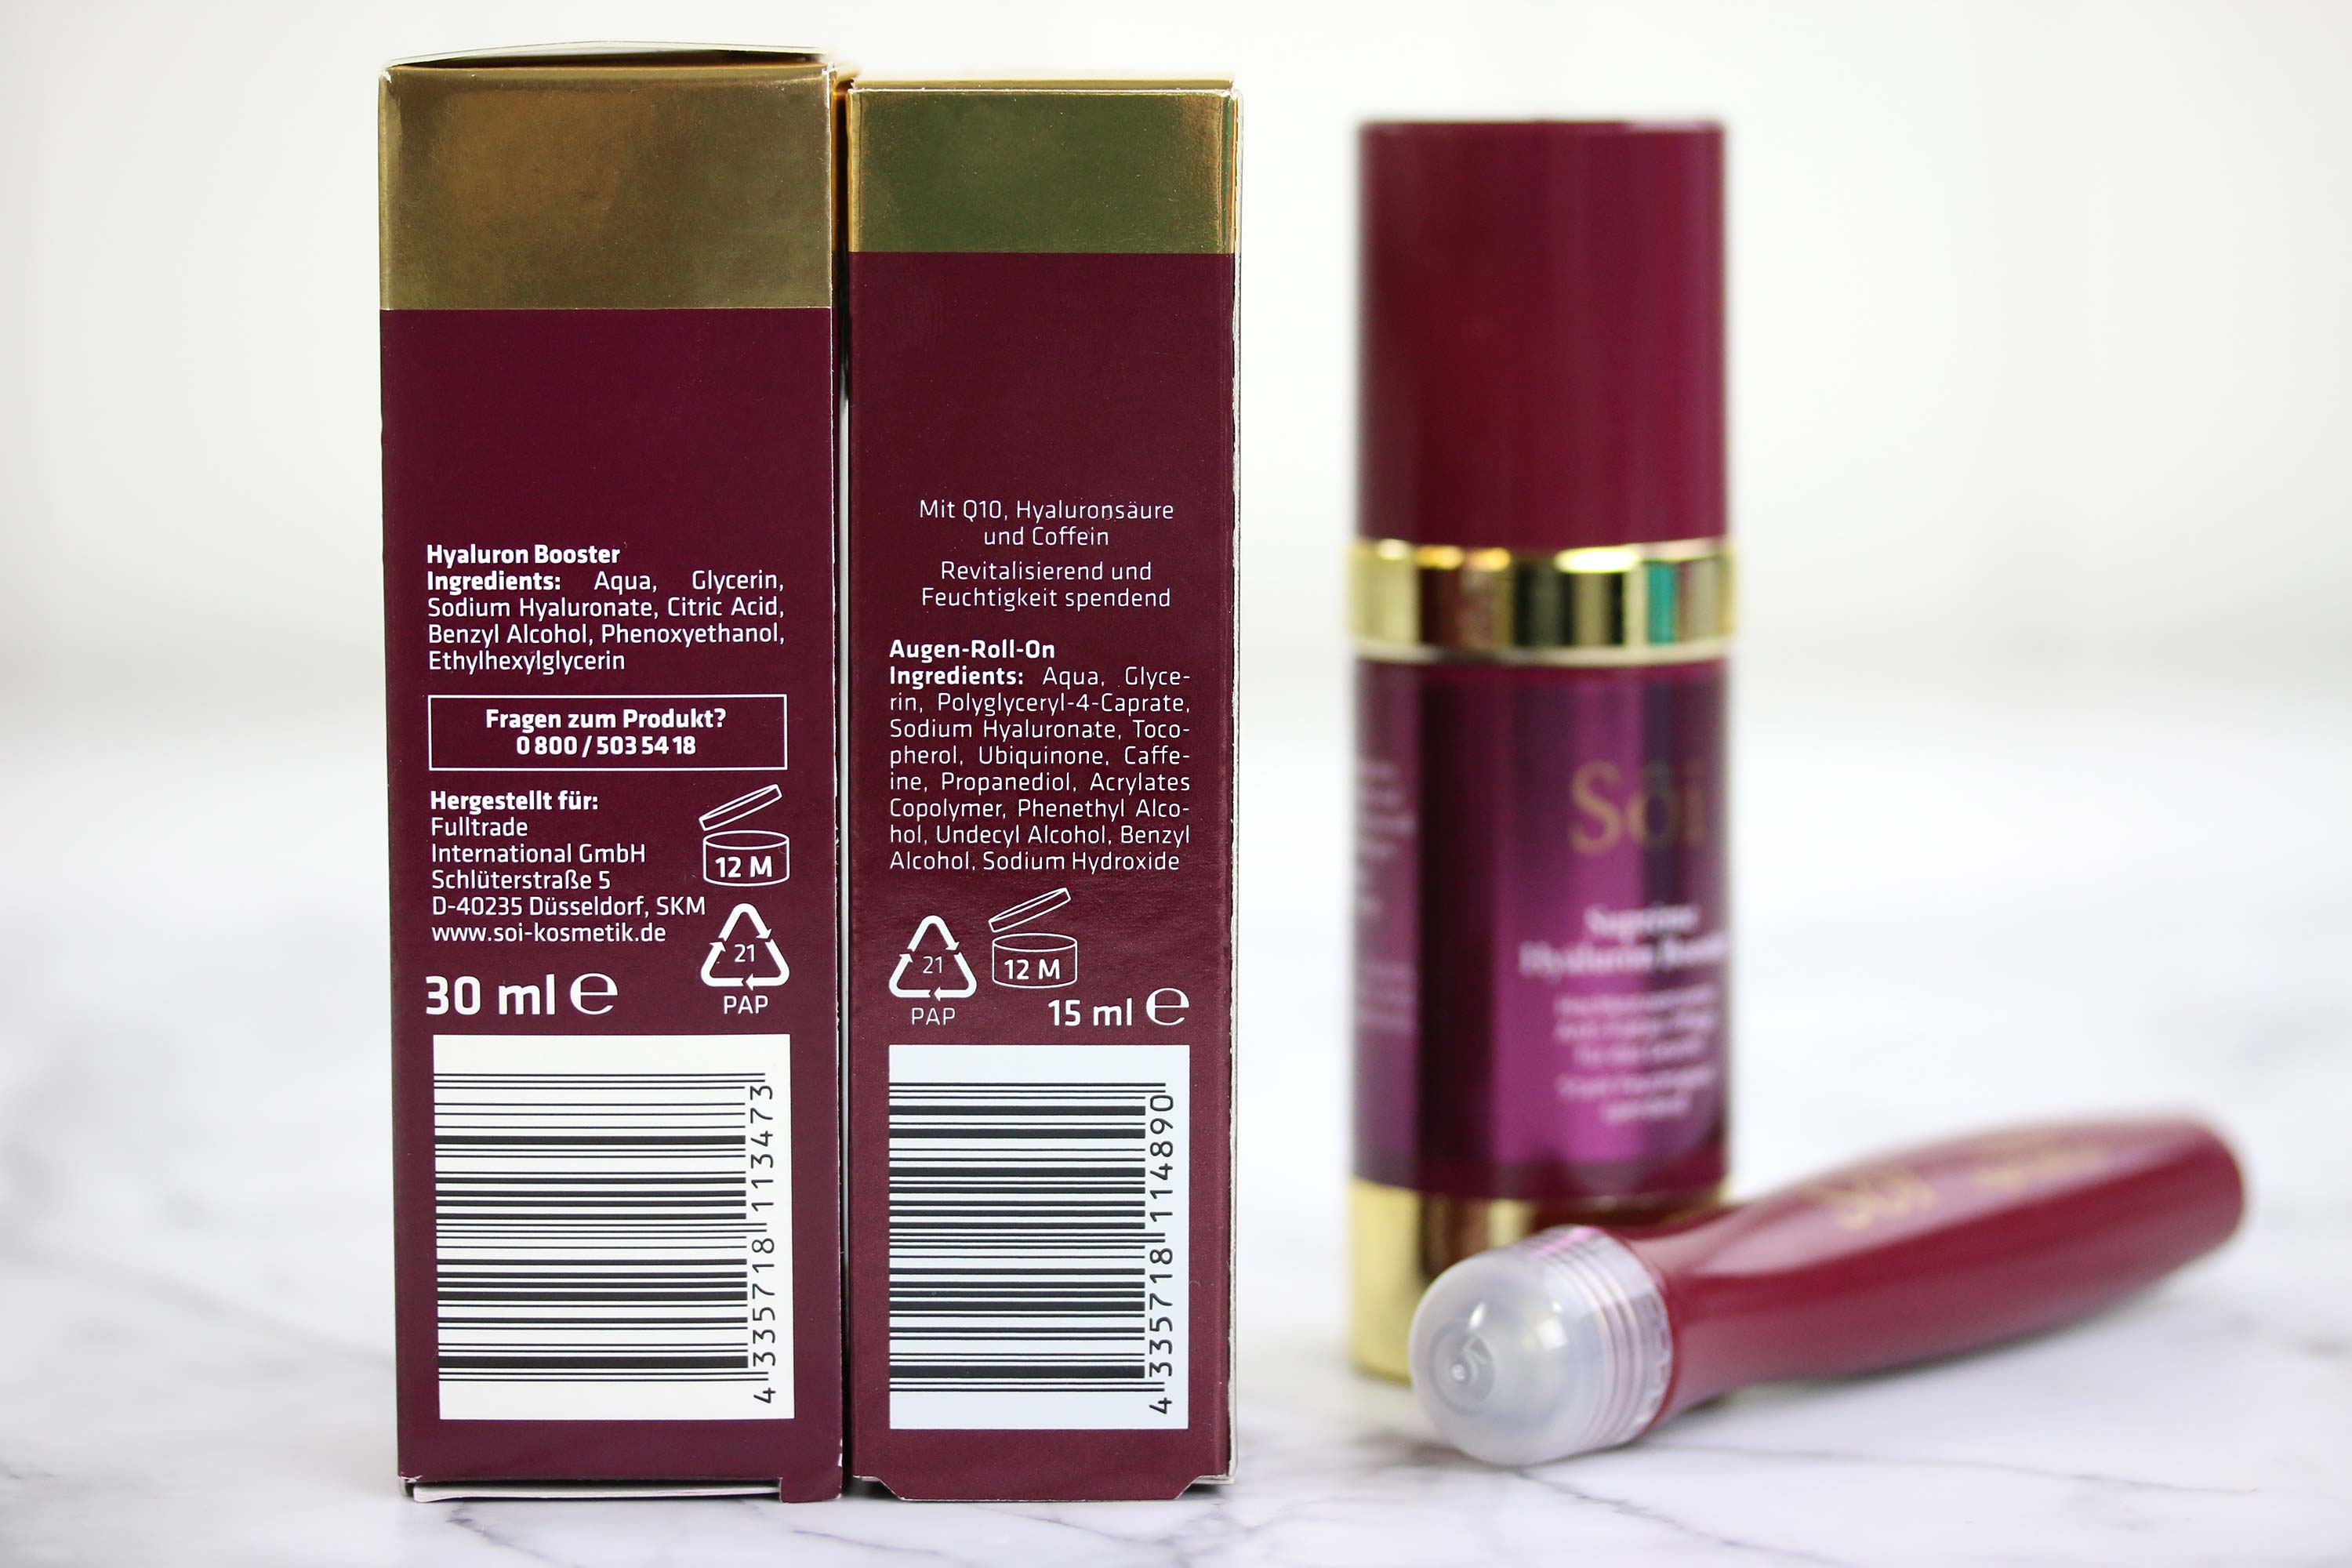 Hyaluron Booster
Ingredients: Aqua, Glycerin,
Sodium Hyaluronate, Citric Acid,
Benzyl Alcohol, Phenoxyethanol,
Ethylhexylglycerin
Fragen zum Produkt?
0 800 / 503 54 18
Hergestellt für:
Fulltrade
International GmbH
Schlüterstraße 5
D-40235 Düsseldorf, SKM
www.soi-kosmetik.de
12 M
21
PAP
30 ml ℮
4 335718 113473
Mit Q10, Hyaluronsäure
und Coffein
Revitalisierend und
Feuchtigkeit spendend
Augen-Roll-On
Ingredients: Aqua, Glyce-
rin, Polyglyceryl-4-Caprate,
Sodium Hyaluronate, Toco-
pherol, Ubiquinone, Caffe-
ine, Propanediol, Acrylates
Copolymer, Phenethyl Alco-
hol, Undecyl Alcohol, Benzyl
Alcohol, Sodium Hydroxide
21
PAP
12 M
15 ml ℮
4 335718 114890
Soi
Hyaluron